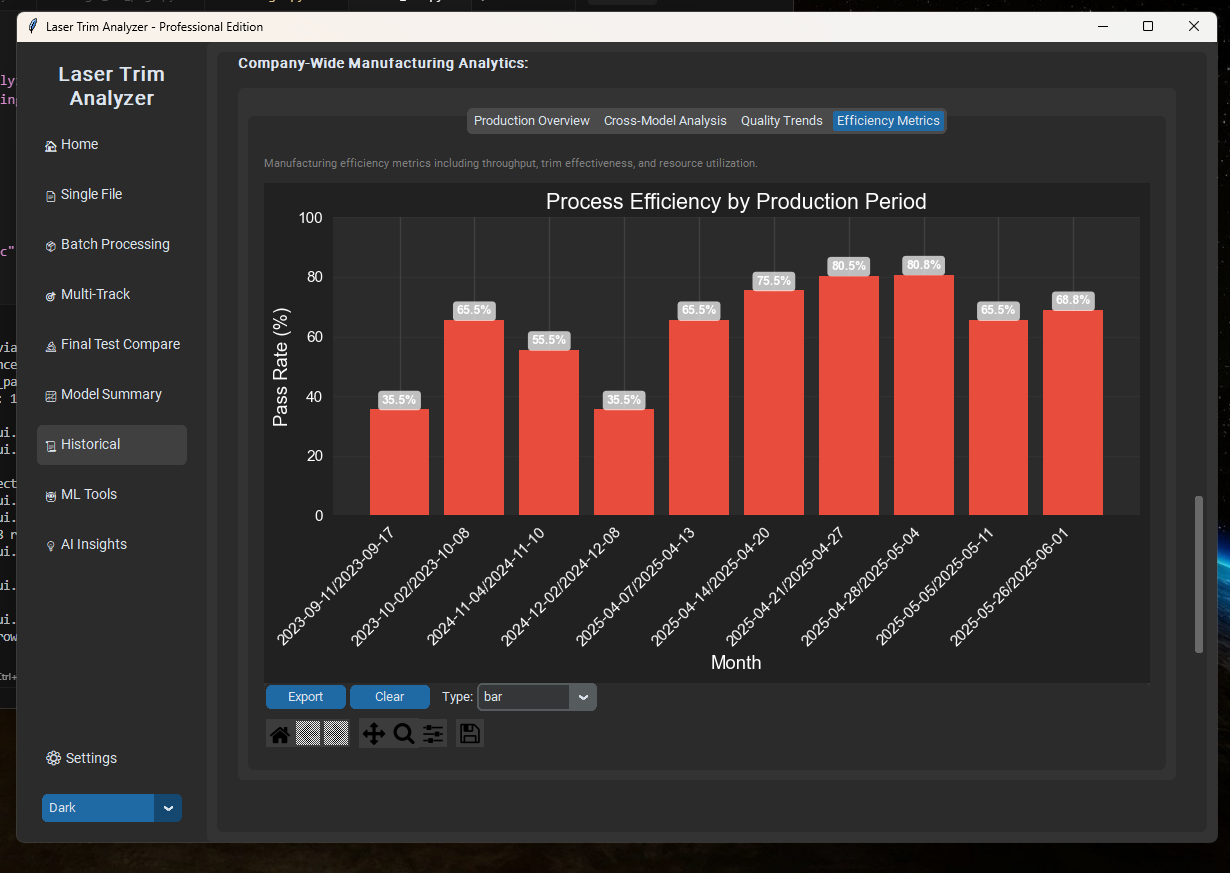 Laser Trim Analyzer - Professional Edition
Laser Trim
Analyzer
Home
Single File
Batch Processing
Multi-Track
Final Test Compare
Model Summary
Historical
ML Tools
AI Insights
Settings
Dark
Company-Wide Manufacturing Analytics:
Production Overview Cross-Model Analysis Quality Trends Efficiency Metrics
Manufacturing efficiency metrics including throughput, trim effectiveness, and resource utilization.
Process Efficiency by Production Period
Pass Rate (%)
100
80
60
40
20
0
35.5%
65.5%
55.5%
35.5%
65.5%
75.5%
80.5%
80.8%
65.5%
68.8%
2023-09-11/2023-09-17
2023-10-02/2023-10-08
2024-11-04/2024-11-10
2024-12-02/2024-12-08
2025-04-07/2025-04-13
2025-04-14/2025-04-20
2025-04-21/2025-04-27
2025-04-28/2025-05-04
2025-05-05/2025-05-11
2025-05-26/2025-06-01
Month
Export Clear Type: bar